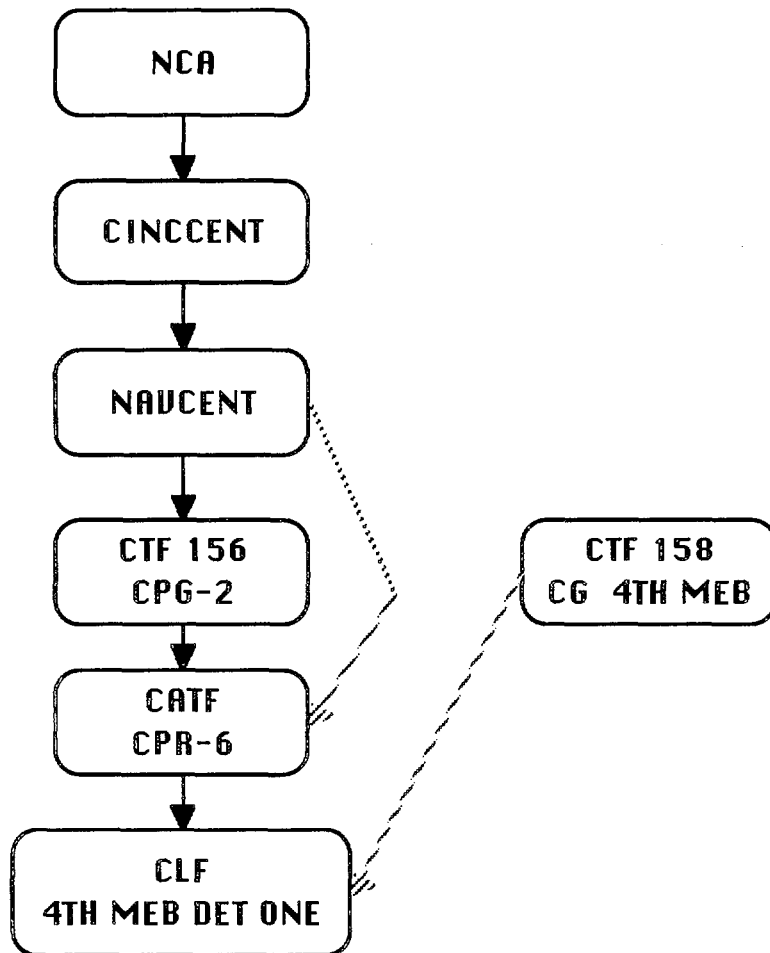 NCA
CINCCENT
NAVCENT
CTF 156
CPG-2
CTF 158
CG 4TH MEB
CATF
CPR-6
CLF
4TH MEB DET ONE